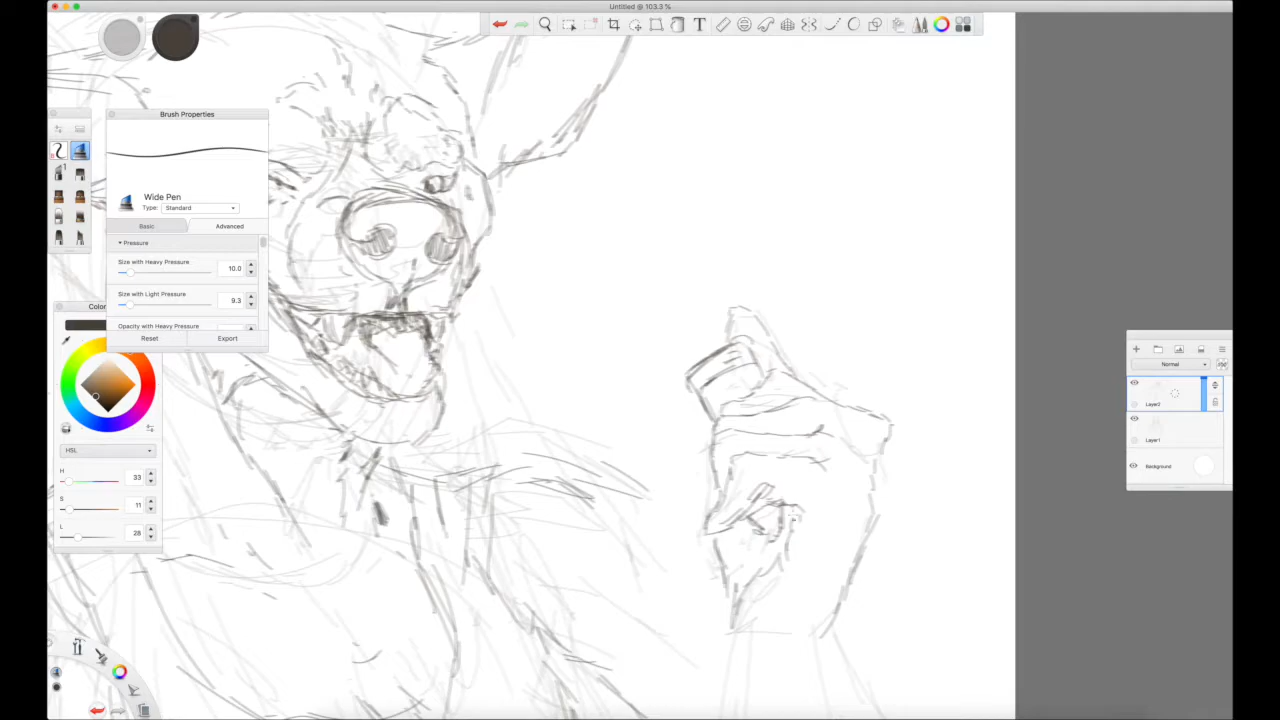 Untitled @ 103.3 %
T
Brush Properties
Wide Pen
Type: Standard
Basic
Advanced
Pressure
Size with Heavy Pressure
10.0
Size with Light Pressure
9.3
Opacity with Heavy Pressure
Reset
Export
Color
HSL
H
33
S
11
L
28
Normal
Layer2
Layer1
Background